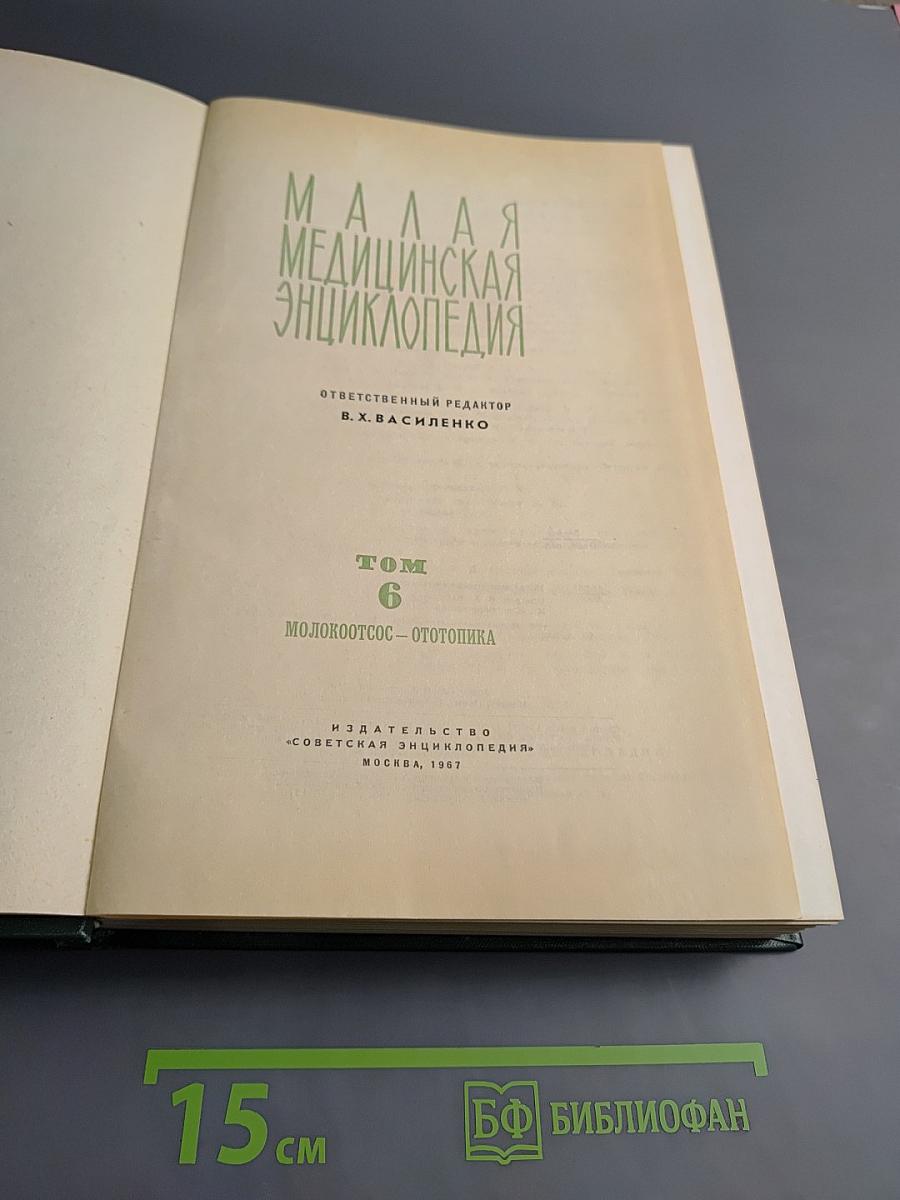 МАЛАЯ
МЕДИЦИНСКАЯ
ЭНЦИКЛОПЕДИЯ
ОТВЕТСТВЕННЫЙ РЕДАКТОР
В. Х. ВАСИЛЕНКО
ТОМ
6
МОЛОКООТСОС — ОТОТОПИКА
ИЗДАТЕЛЬСТВО
«СОВЕТСКАЯ ЭНЦИКЛОПЕДИЯ»
МОСКВА, 1967
15 см
БФ БИБЛИОФАН